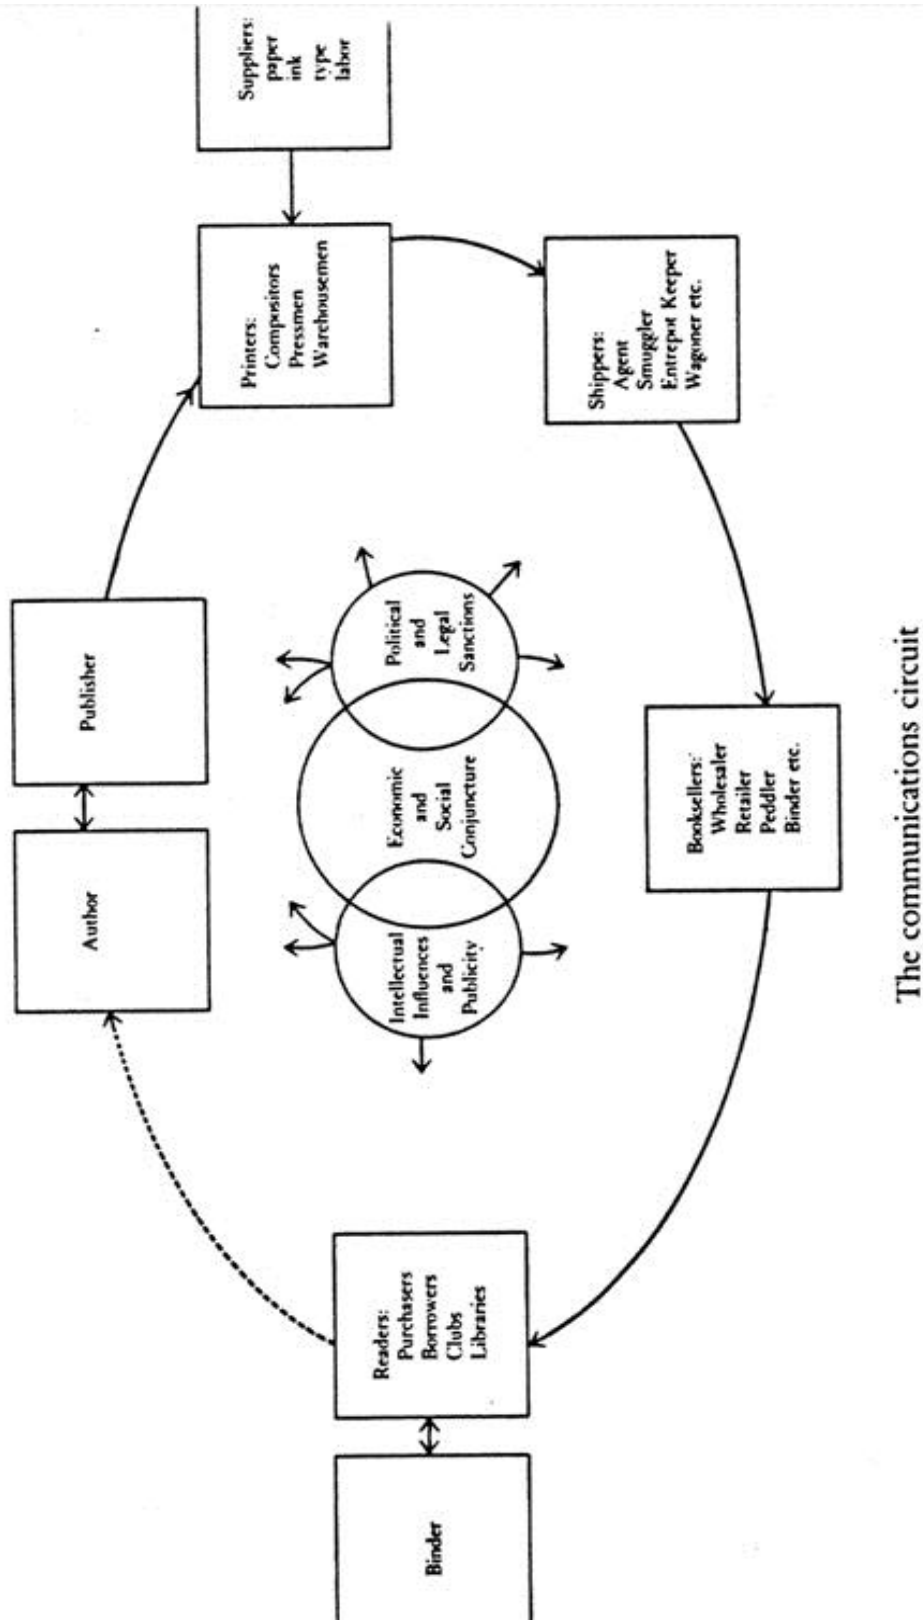 Author
Publisher
Printers:
Compositors
Pressmen
Warehousemen
Suppliers:
paper
ink
type
labor
Shippers:
Agent
Smuggler
Entrepot Keeper
Wagoner etc.
Booksellers:
Wholesaler
Retailer
Peddler
Binder etc.
Readers:
Purchasers
Borrowers
Clubs
Libraries
Binder
Intellectual
Influences
and
Publicity
Economic
and
Social
Conjuncture
Political
and
Legal
Sanctions
The communications circuit